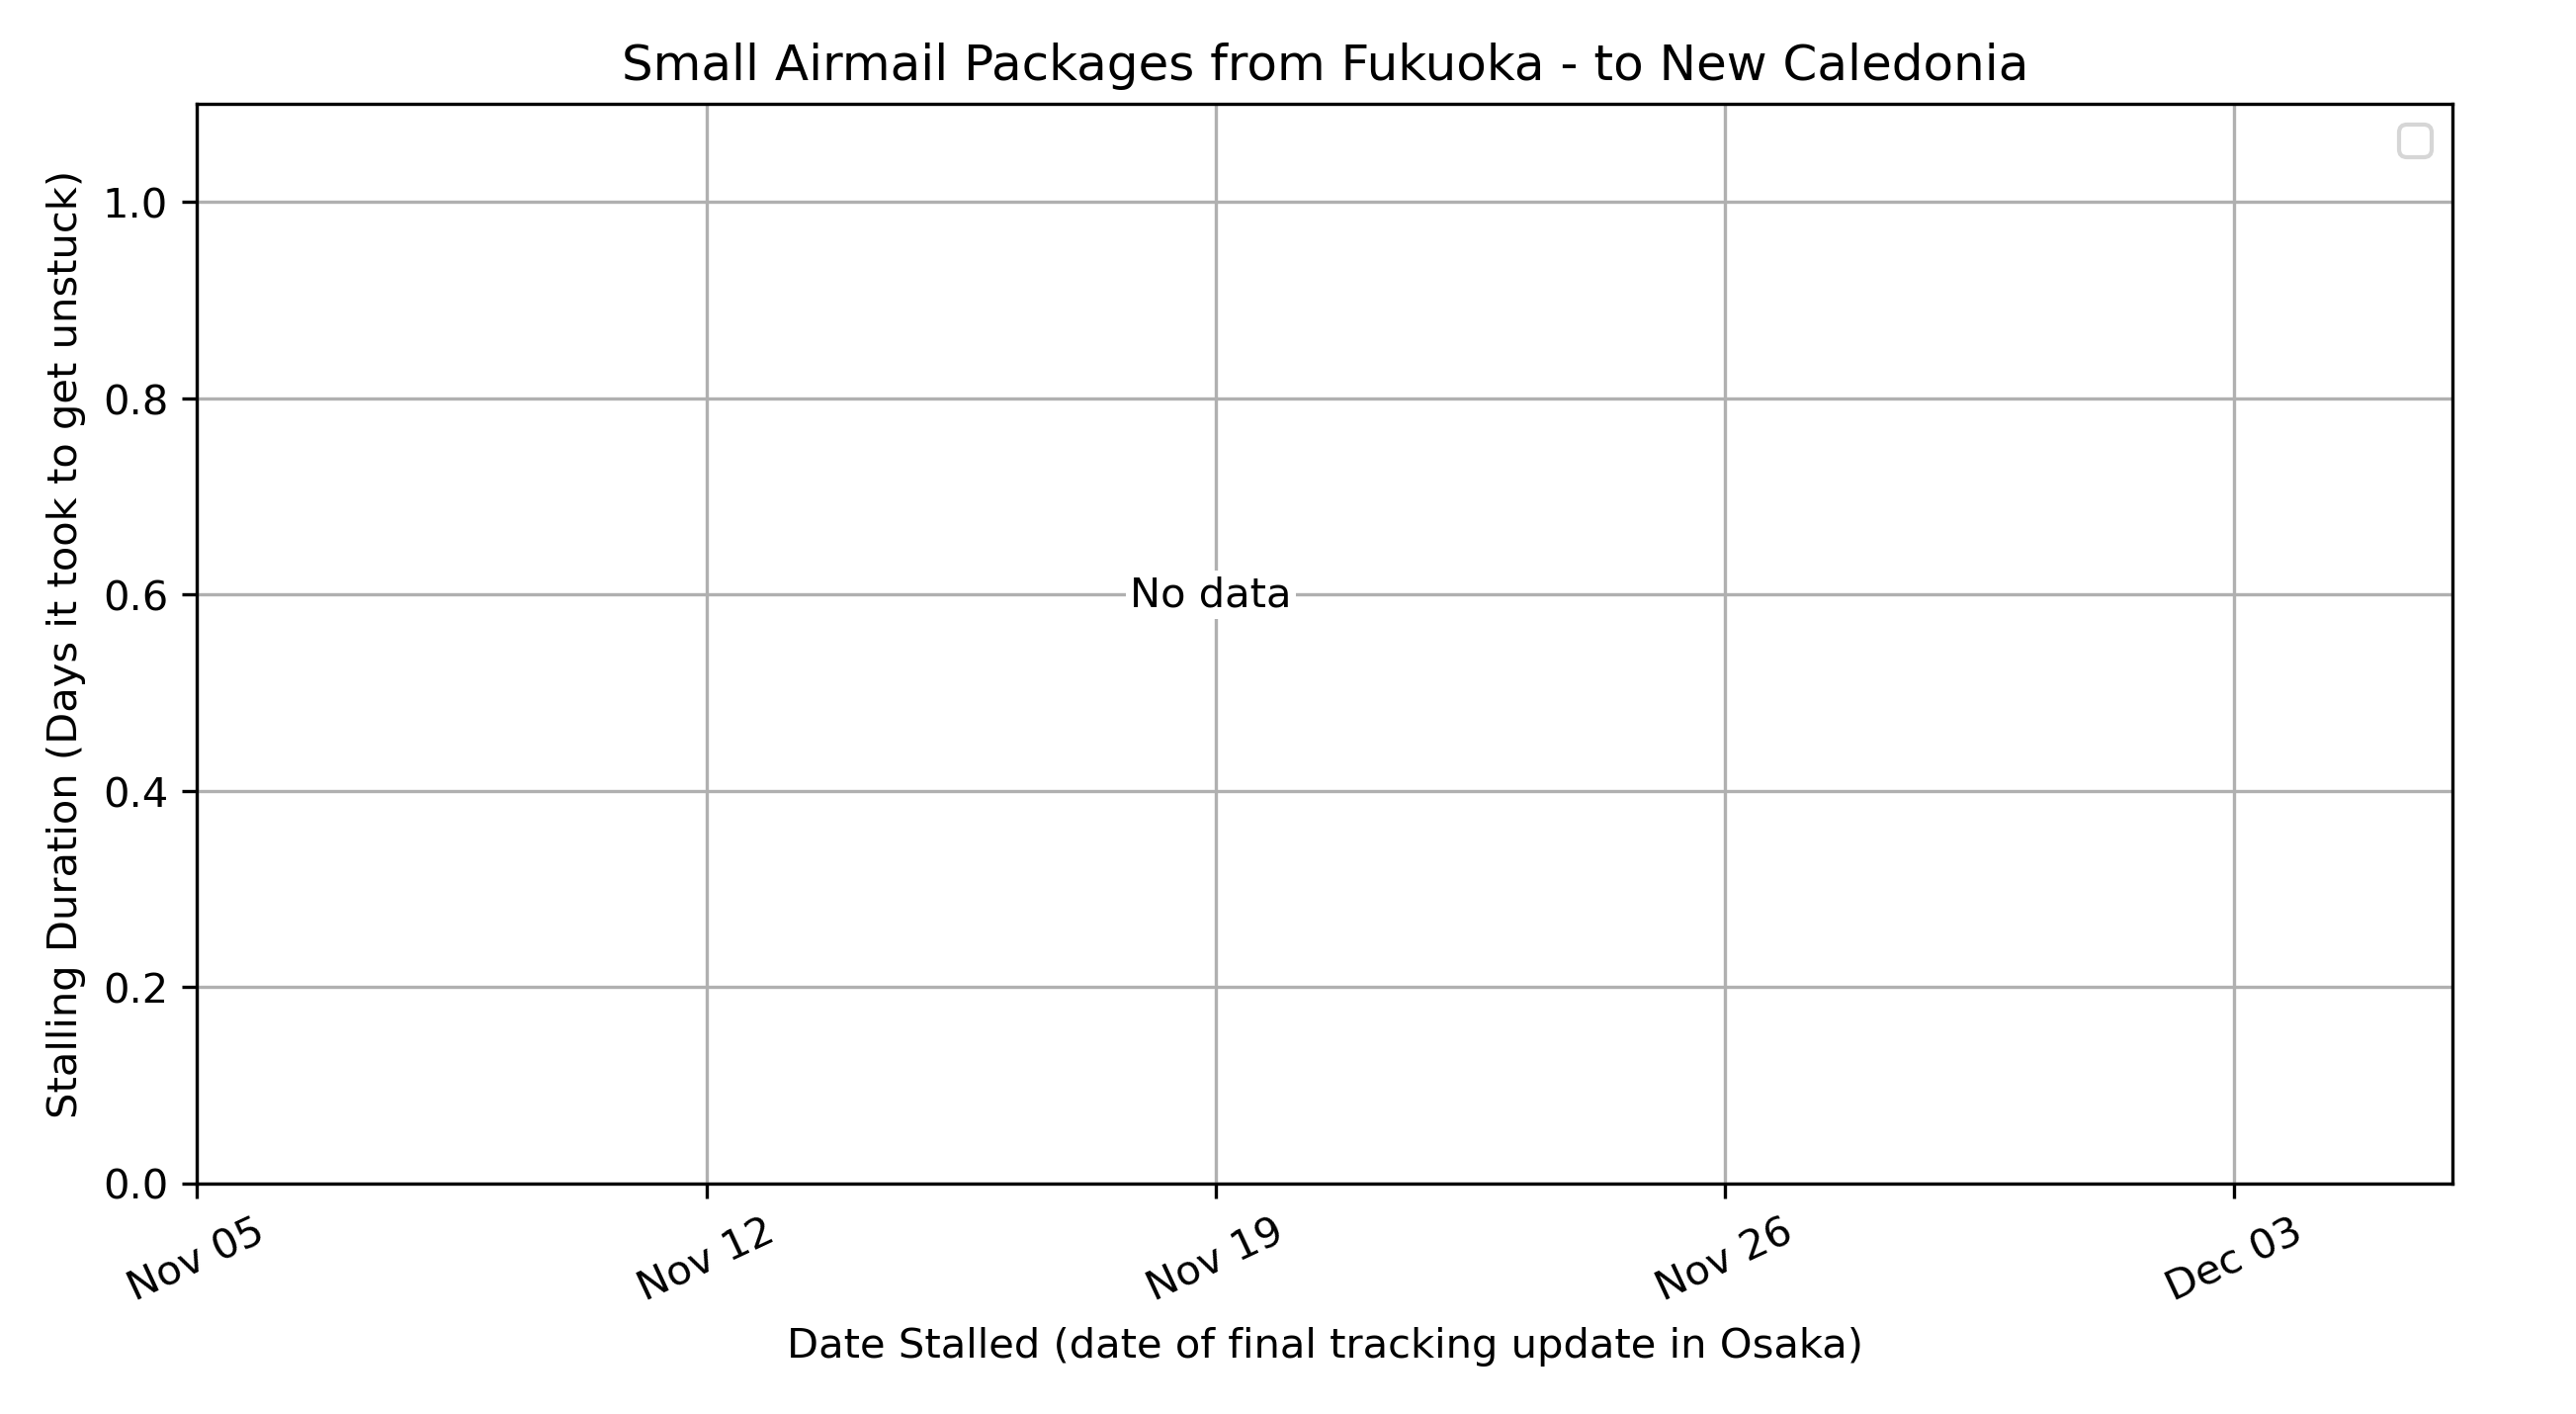 Small Airmail Packages from Fukuoka - to New Caledonia
Stalling Duration (Days it took to get unstuck)
1.0
0.8
0.6
0.4
0.2
0.0
No data
Nov 05
Nov 12
Nov 19
Nov 26
Dec 03
Date Stalled (date of final tracking update in Osaka)